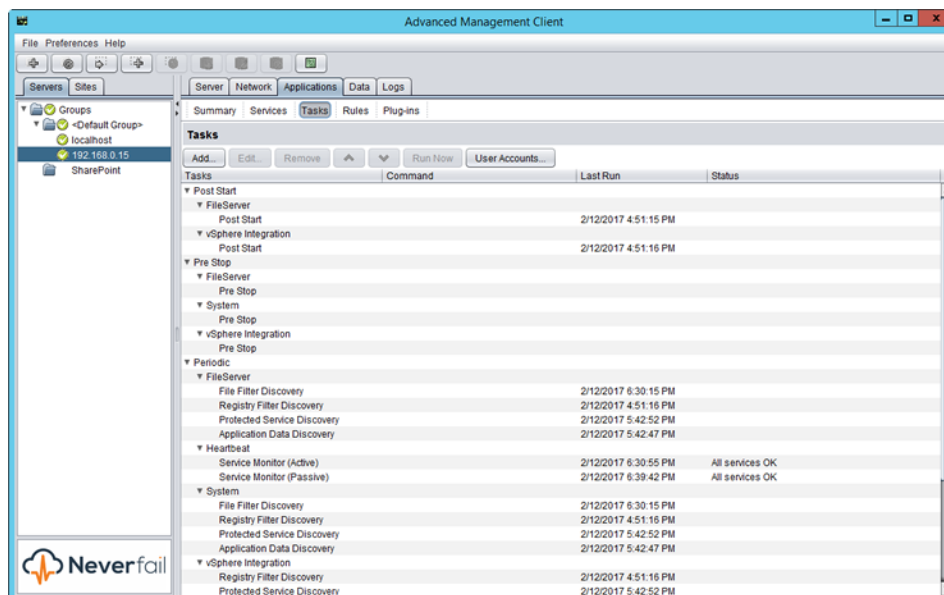 Advanced Management Client
File Preferences Help
Servers Sites
Server Network Applications Data Logs
Groups
<Default Group>
localhost
192.168.0.15
SharePoint
Summary Services Tasks Rules Plug-ins
Tasks
Add... Edit... Remove Run Now User Accounts...
Tasks Command Last Run Status
Post Start
FileServer
Post Start 2/12/2017 4:51:15 PM
vSphere Integration
Post Start 2/12/2017 4:51:16 PM
Pre Stop
FileServer
Pre Stop
System
Pre Stop
vSphere Integration
Pre Stop
Periodic
FileServer
File Filter Discovery 2/12/2017 6:30:15 PM
Registry Filter Discovery 2/12/2017 4:51:16 PM
Protected Service Discovery 2/12/2017 5:42:52 PM
Application Data Discovery 2/12/2017 5:42:47 PM
Heartbeat
Service Monitor (Active) 2/12/2017 6:30:55 PM All services OK
Service Monitor (Passive) 2/12/2017 6:39:42 PM All services OK
System
File Filter Discovery 2/12/2017 6:30:15 PM
Registry Filter Discovery 2/12/2017 4:51:16 PM
Protected Service Discovery 2/12/2017 5:42:52 PM
Application Data Discovery 2/12/2017 5:42:47 PM
vSphere Integration
Registry Filter Discovery 2/12/2017 4:51:16 PM
Protected Service Discovery 2/12/2017 5:42:52 PM
Neverfail